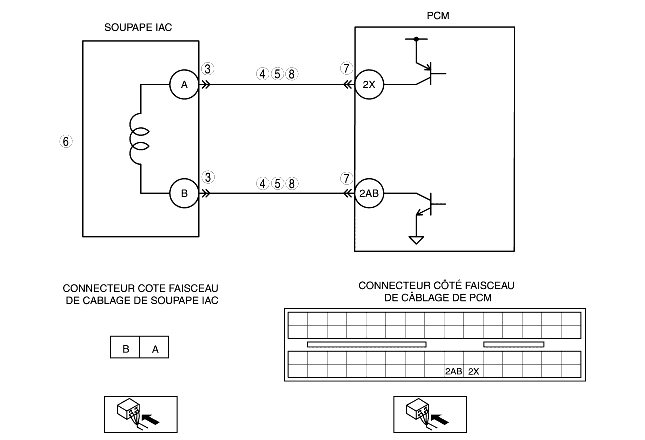 SOUPAPE IAC
PCM
3
4 5 8
7
A
2X
6
3
4 5 8
7
B
2AB
CONNECTEUR COTE FAISCEAU
DE CABLAGE DE SOUPAPE IAC
CONNECTEUR CÔTÉ FAISCEAU
DE CÂBLAGE DE PCM
B A
2AB 2X